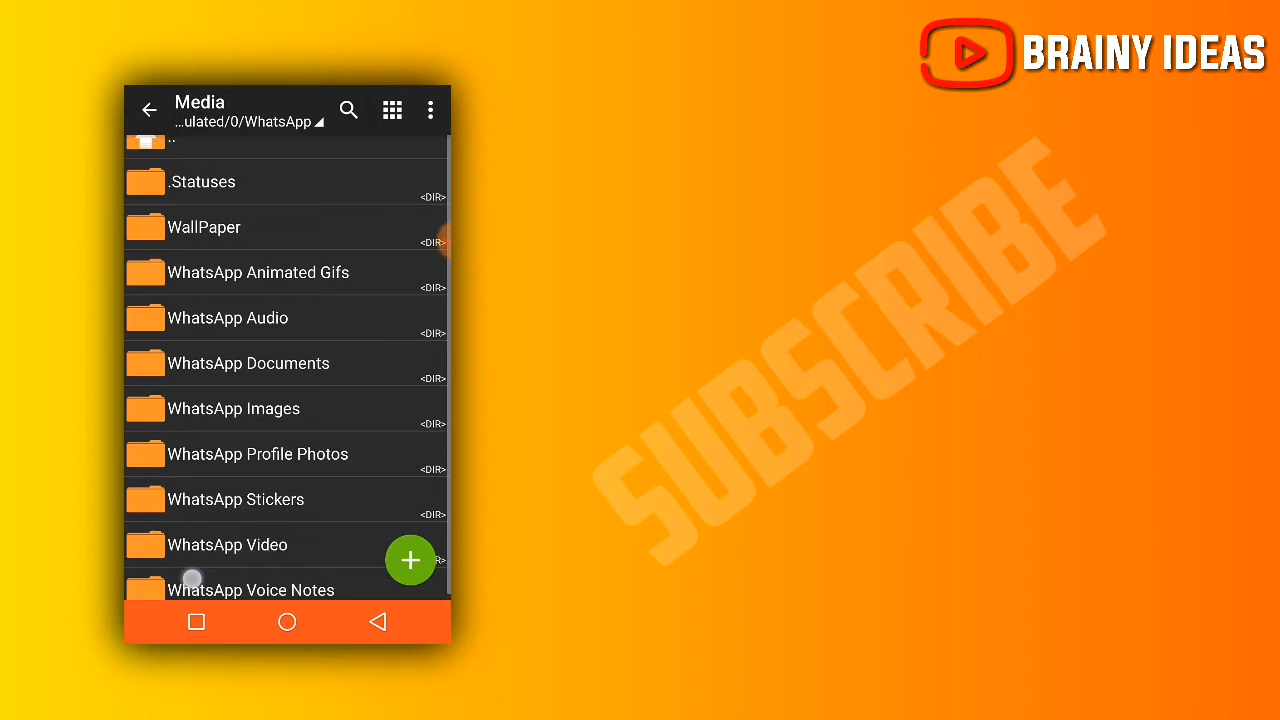 BRAINY IDEAS
Media
...ulated/0/WhatsApp
..
.Statuses
<DIR>
WallPaper
<DIR>
WhatsApp Animated Gifs
<DIR>
WhatsApp Audio
<DIR>
WhatsApp Documents
<DIR>
WhatsApp Images
<DIR>
WhatsApp Profile Photos
<DIR>
WhatsApp Stickers
<DIR>
WhatsApp Video
R>
WhatsApp Voice Notes
SUBSCRIBE